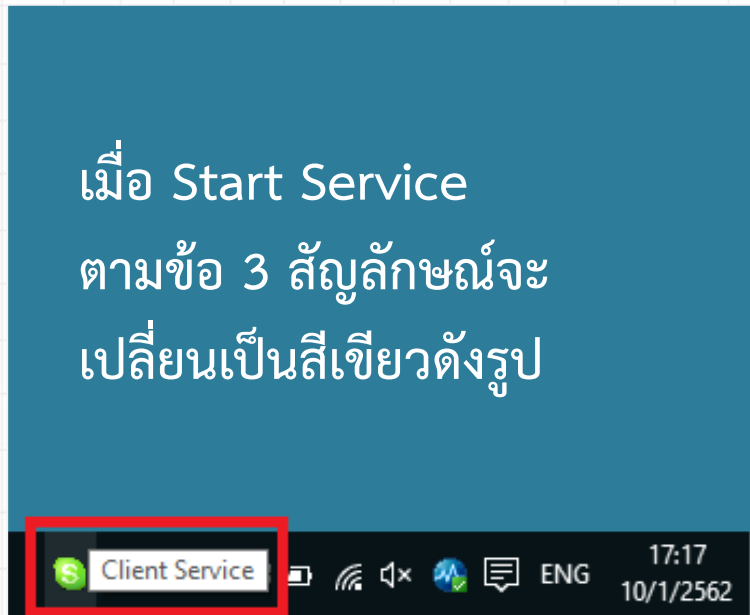 เมื่อ Start Service
ตามข้อ 3 สัญลักษณ์จะ
เปลี่ยนเป็นสีเขียวดังรูป
S Client Service ENG 17:17
10/1/2562